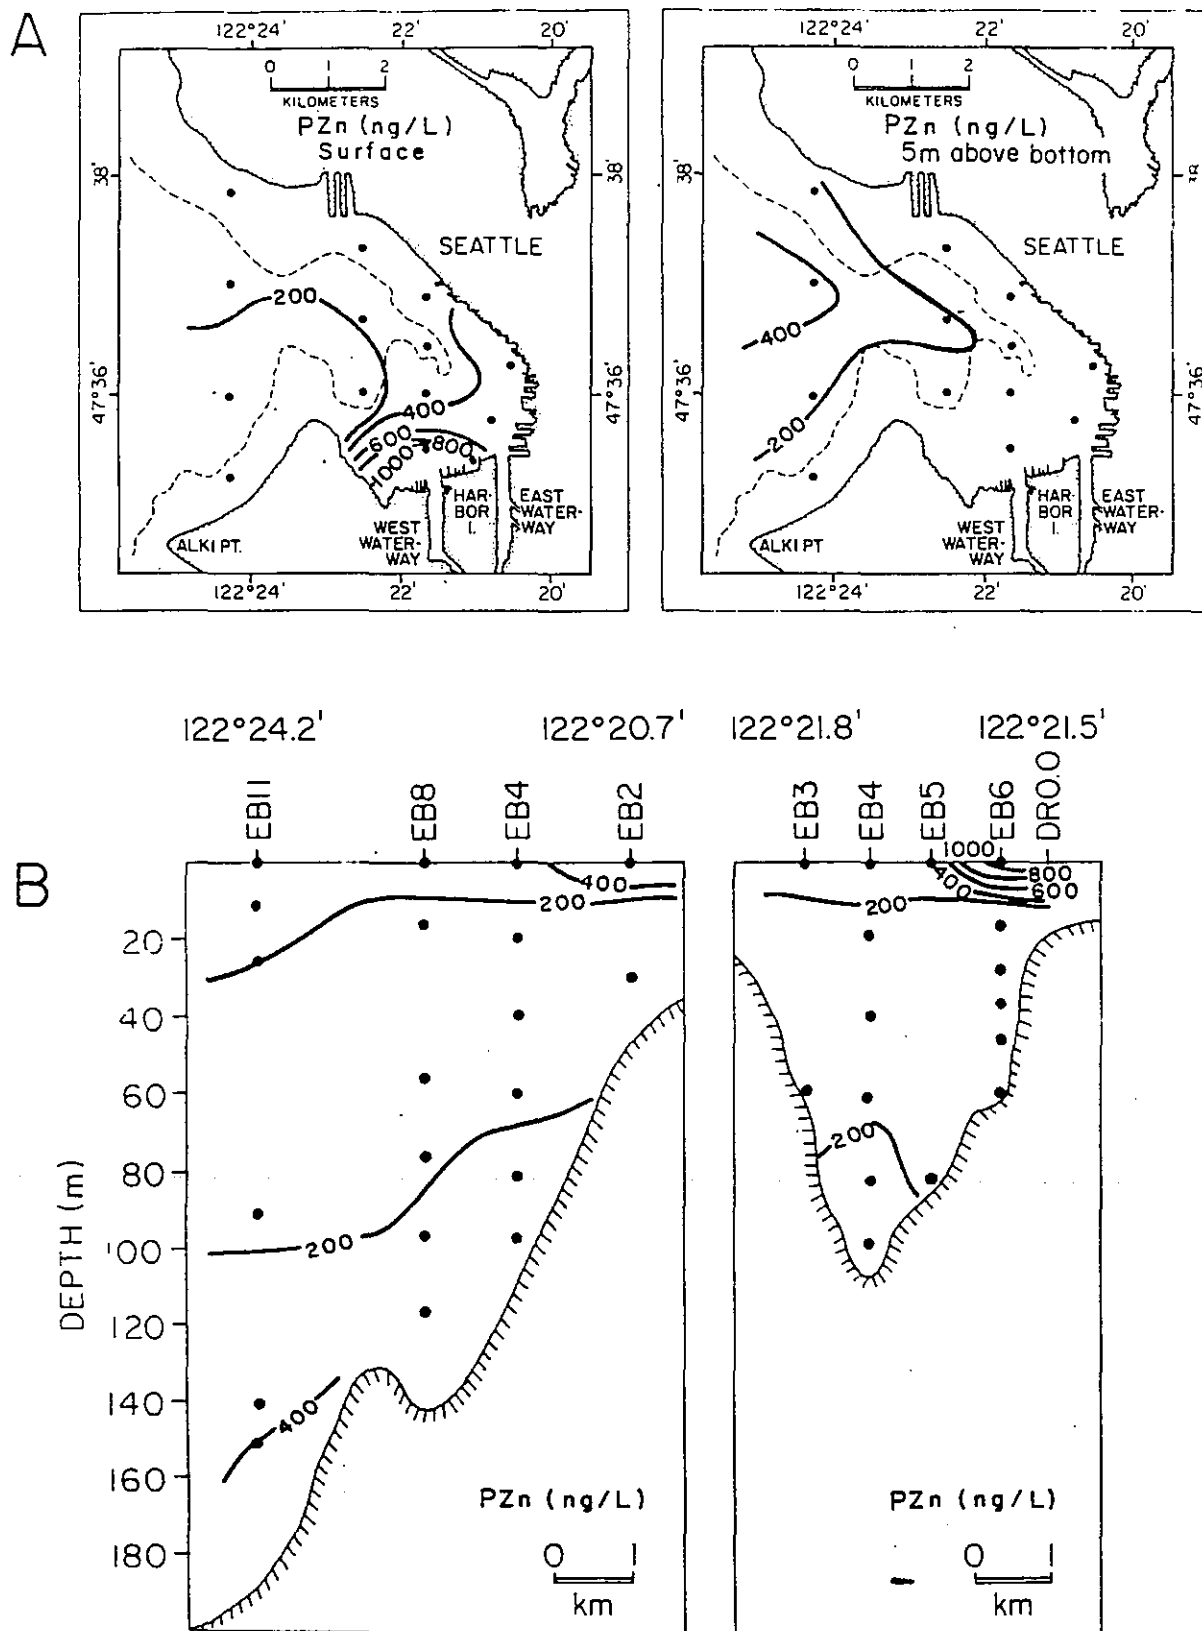 A
122°24' 22' 20'
0 1 2
KILOMETERS
PZn (ng/L)
Surface
38' 38'
SEATTLE
200
47°36' 36'
400
600
1000 800
HAR-
BOR
I.
EAST
WATER-
WAY
WEST
WATER-
WAY
ALKI PT.
122°24' 22' 20'
122°24' 22' 20'
0 1 2
KILOMETERS
PZn (ng/L)
5m above bottom
38' 38'
SEATTLE
400
47°36' 36'
200
HAR-
BOR
I.
EAST
WATER-
WAY
WEST
WATER-
WAY
ALKI PT
122°24' 22' 20'
B
122°24.2' 122°20.7'
EB11 EB8 EB4 EB2
400
200
200
400
DEPTH (m)
20
40
60
80
100
120
140
160
180
PZn (ng/L)
0 1
km
122°21.8' 122°21.5'
EB3 EB4 EB5 EB6 DR0.0
1000
800
600
400
200
200
PZn (ng/L)
0 1
km